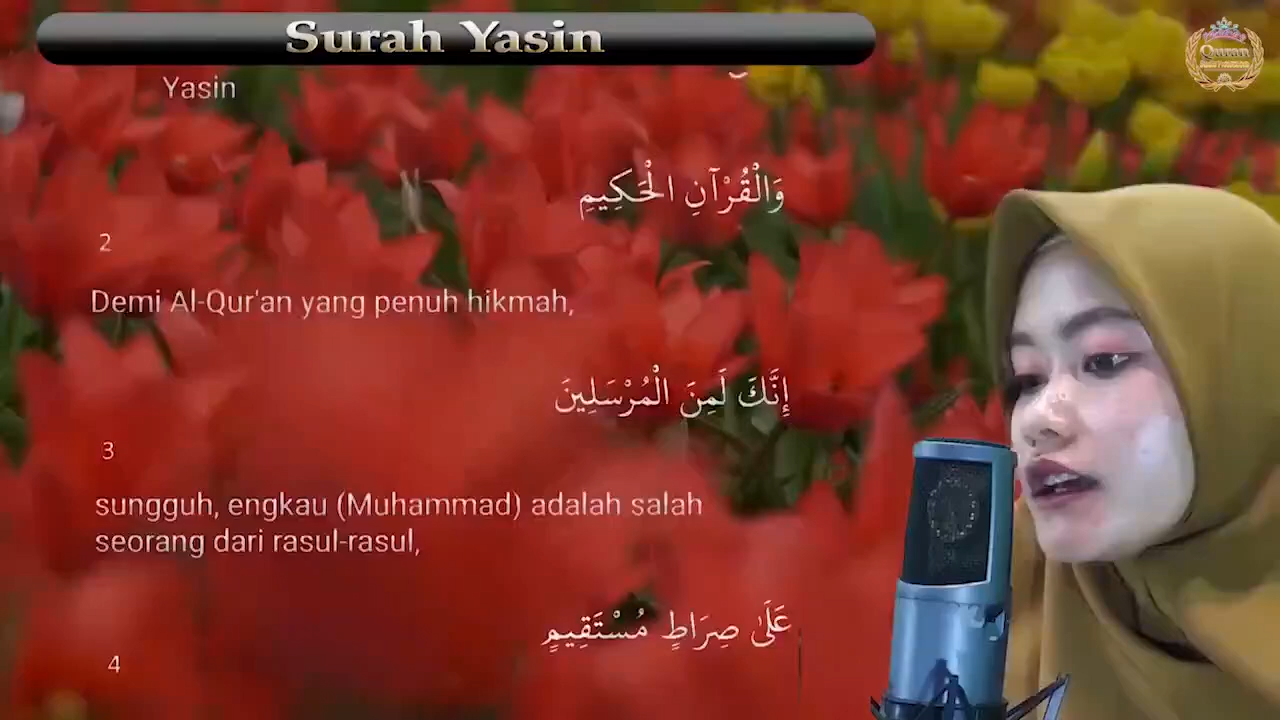 Surah Yasin
Quran
Yasin
وَالْقُرْآنِ الْحَكِيمِ
2
Demi Al-Qur'an yang penuh hikmah,
إِنَّكَ لَمِنَ الْمُرْسَلِينَ
3
sungguh, engkau (Muhammad) adalah salah
seorang dari rasul-rasul,
عَلَىٰ صِرَاطٍ مُسْتَقِيمٍ
4